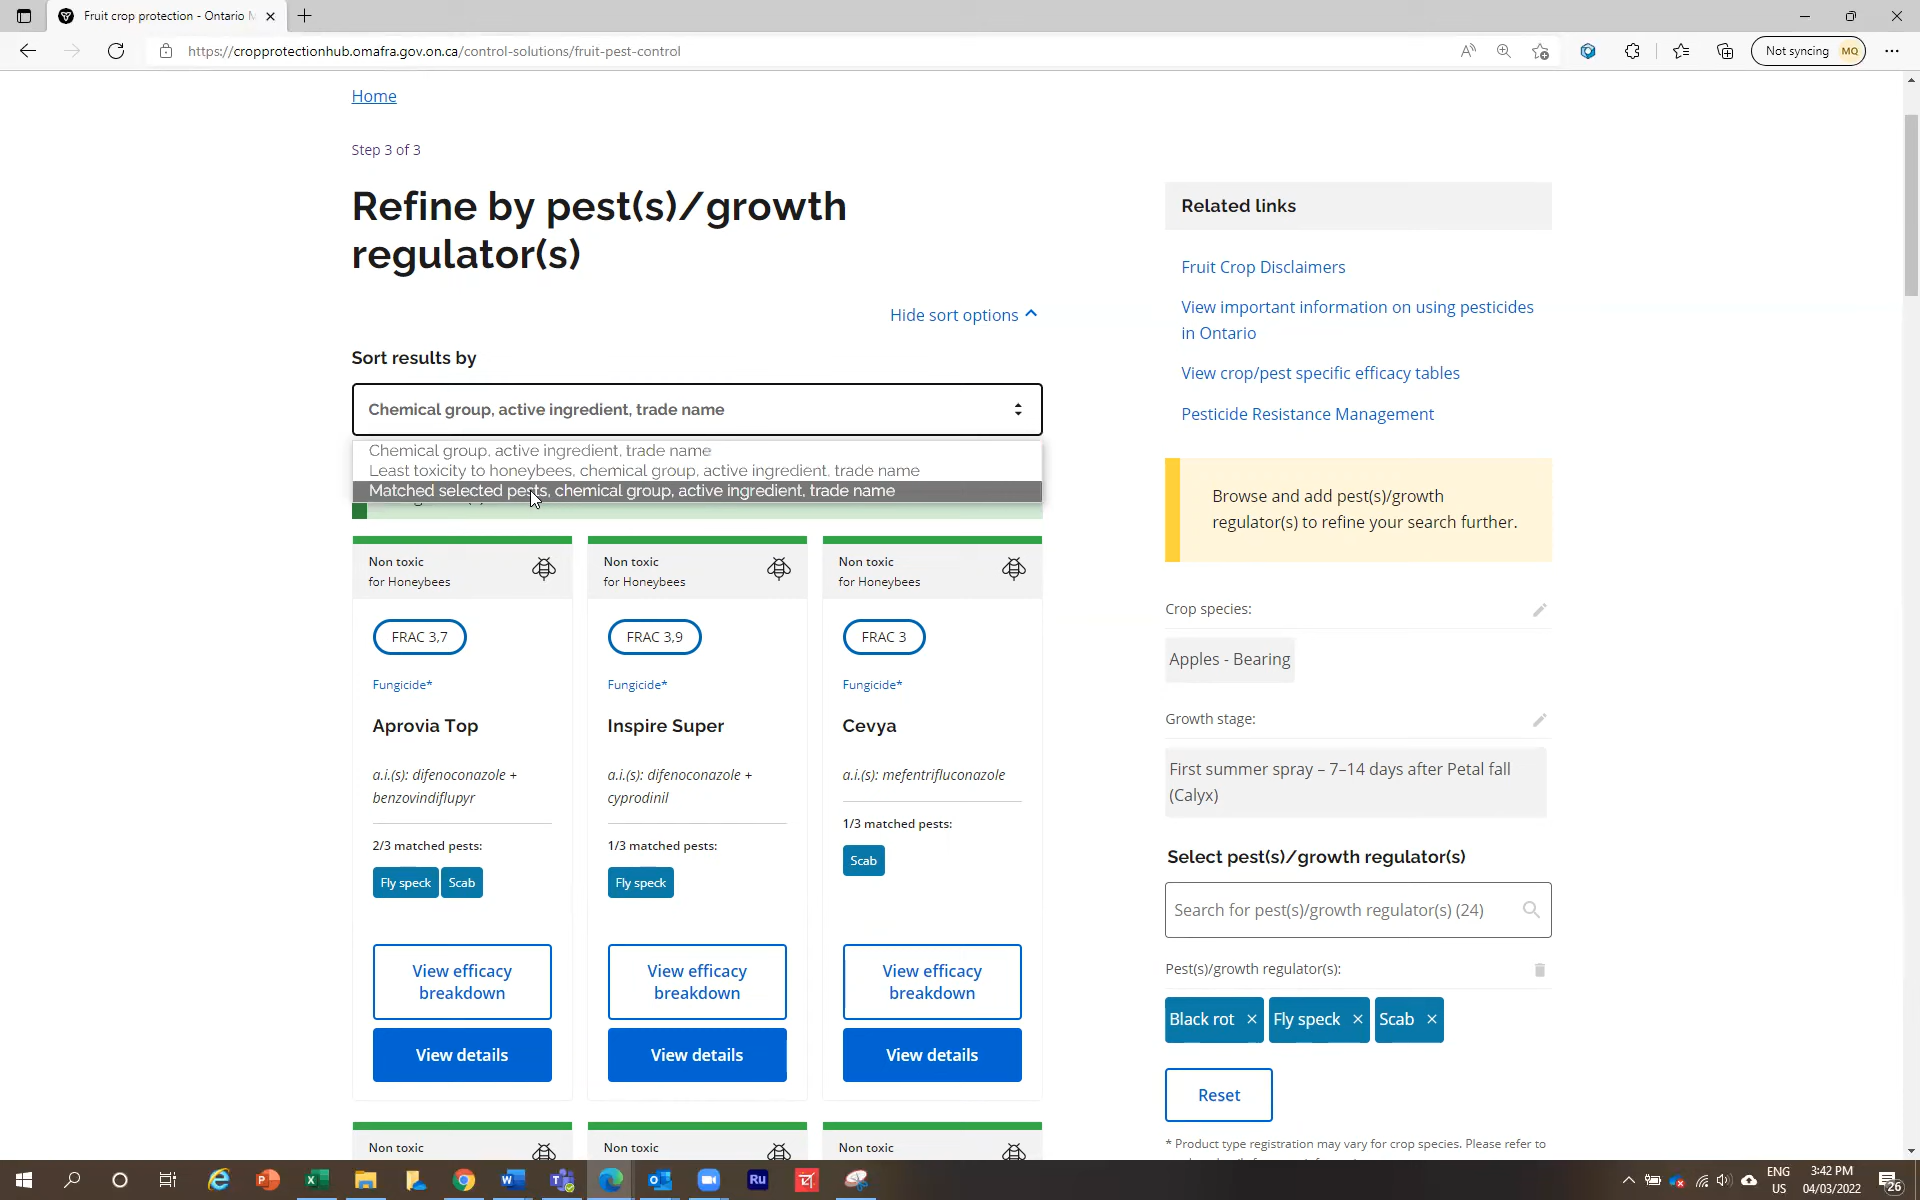 Fruit crop protection - Ontario M
https://cropprotectionhub.omafra.gov.on.ca/control-solutions/fruit-pest-control
Not syncing MQ
Home
Step 3 of 3
Refine by pest(s)/growth
regulator(s)
Hide sort options
Sort results by
Chemical group, active ingredient, trade name
Chemical group, active ingredient, trade name
Least toxicity to honeybees, chemical group, active ingredient, trade name
Matched selected pests, chemical group, active ingredient, trade name
Non toxic
for Honeybees
FRAC 3,7
Fungicide*
Aprovia Top
a.i.(s): difenoconazole +
benzovindiflupyr
2/3 matched pests:
Fly speck Scab
View efficacy
breakdown
View details
Non toxic
for Honeybees
FRAC 3,9
Fungicide*
Inspire Super
a.i.(s): difenoconazole +
cyprodinil
1/3 matched pests:
Fly speck
View efficacy
breakdown
View details
Non toxic
for Honeybees
FRAC 3
Fungicide*
Cevya
a.i.(s): mefentrifluconazole
1/3 matched pests:
Scab
View efficacy
breakdown
View details
Non toxic
Non toxic
Non toxic
Related links
Fruit Crop Disclaimers
View important information on using pesticides
in Ontario
View crop/pest specific efficacy tables
Pesticide Resistance Management
Browse and add pest(s)/growth
regulator(s) to refine your search further.
Crop species:
Apples - Bearing
Growth stage:
First summer spray – 7–14 days after Petal fall
(Calyx)
Select pest(s)/growth regulator(s)
Search for pest(s)/growth regulator(s) (24)
Pest(s)/growth regulator(s):
Black rot × Fly speck × Scab ×
Reset
* Product type registration may vary for crop species. Please refer to
Ru
ENG
US
3:42 PM
04/03/2022
26